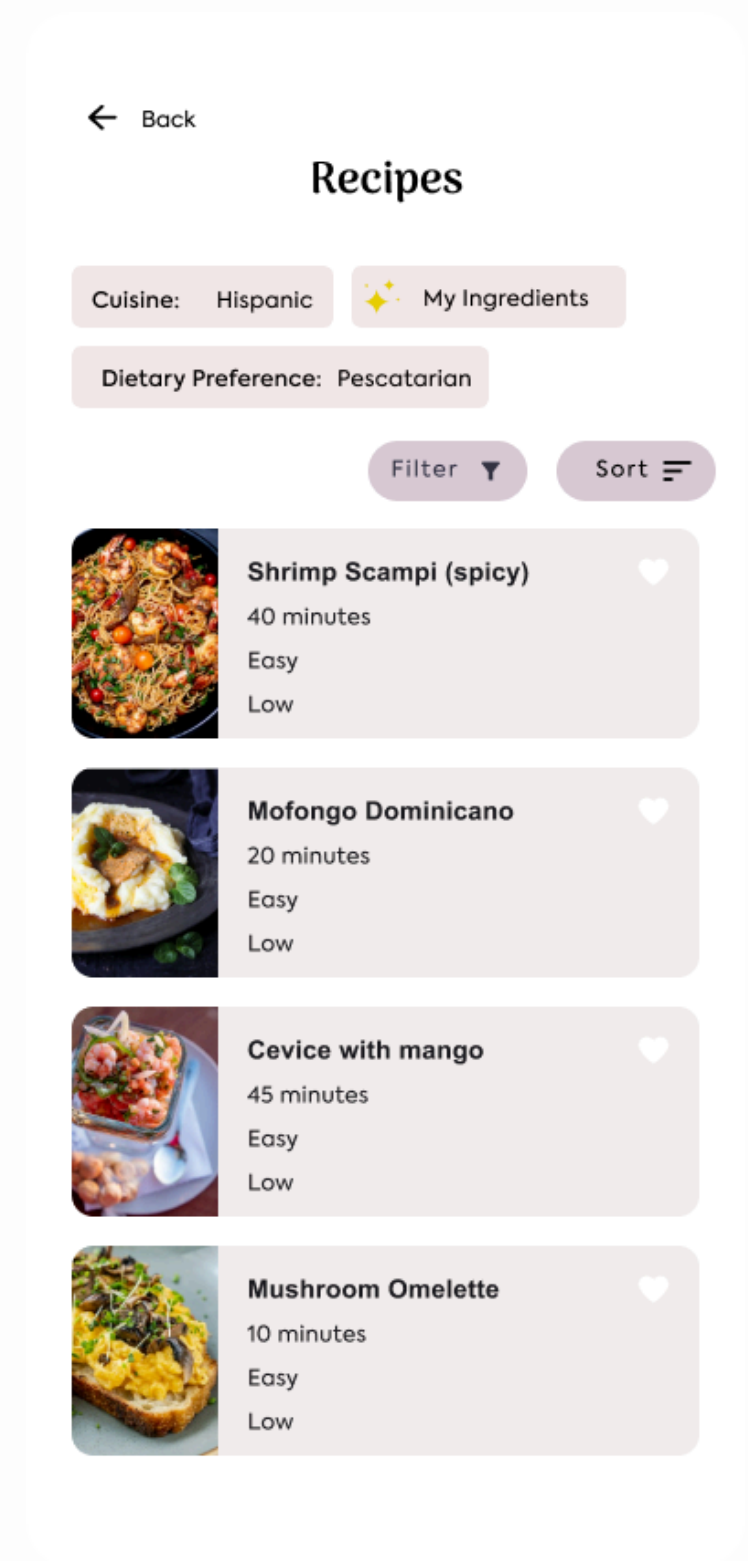 Back
Recipes
Cuisine: Hispanic
My Ingredients
Dietary Preference: Pescatarian
Filter
Sort
Shrimp Scampi (spicy)
40 minutes
Easy
Low
Mofongo Dominicano
20 minutes
Easy
Low
Cevice with mango
45 minutes
Easy
Low
Mushroom Omelette
10 minutes
Easy
Low